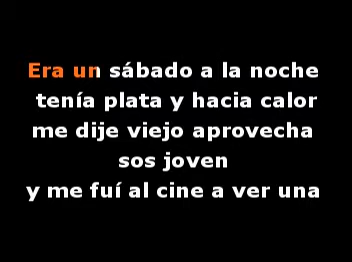 Era un sábado a la noche
tenía plata y hacia calor
me dije viejo aprovecha
sos joven
y me fuí al cine a ver una